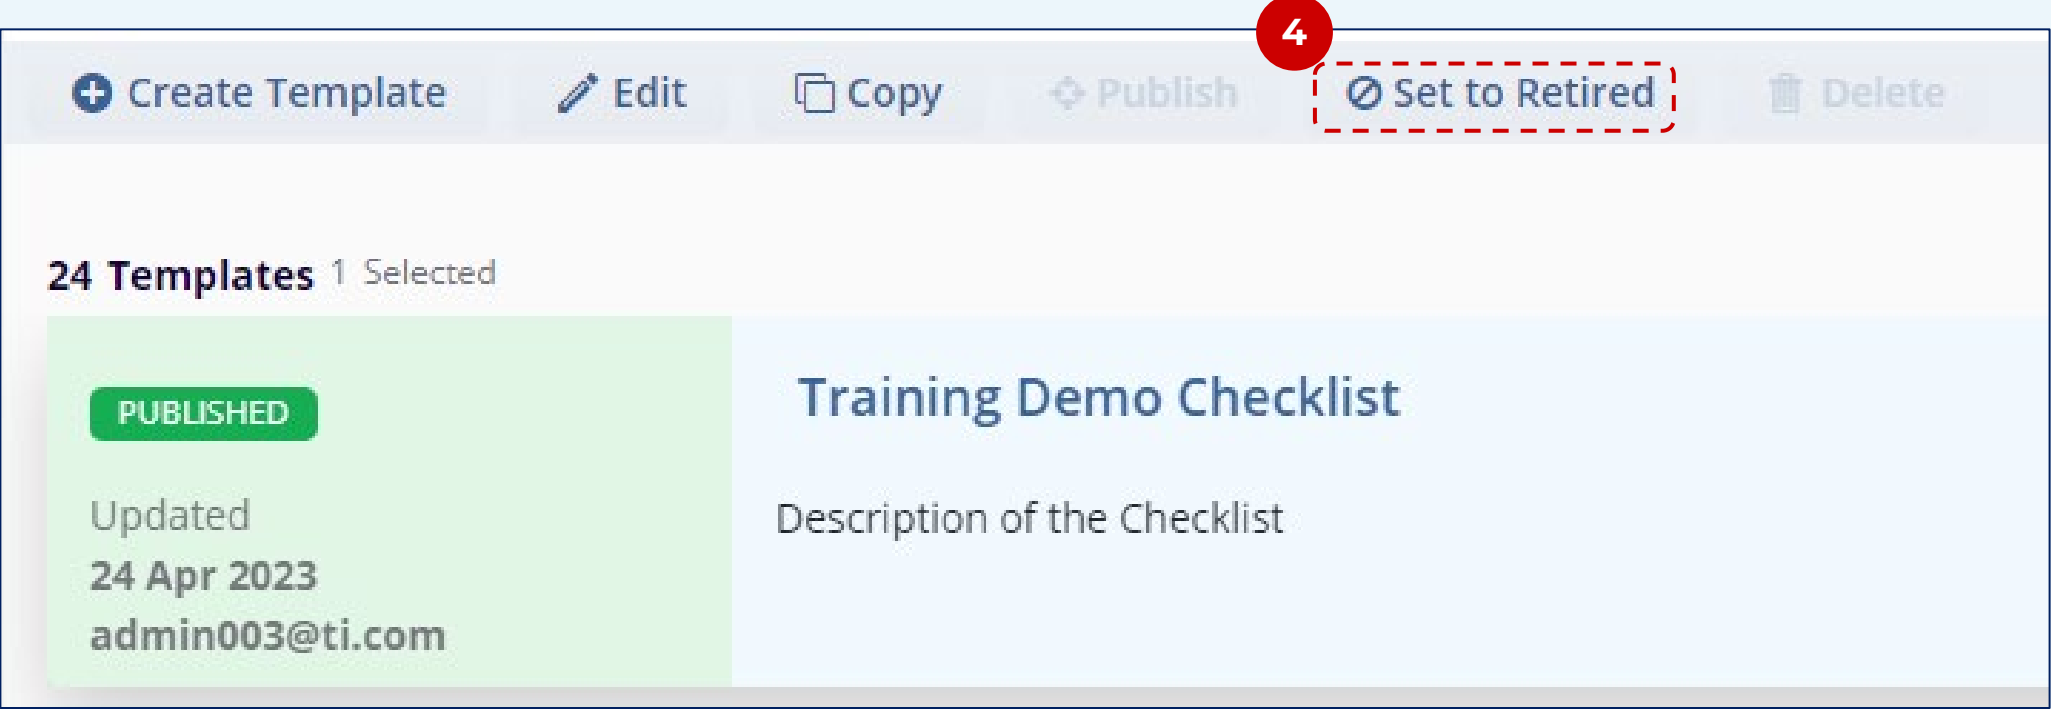 4
Create Template Edit Copy Publish Set to Retired Delete
24 Templates 1 Selected
PUBLISHED
Training Demo Checklist
Updated
Description of the Checklist
24 Apr 2023
admin003@ti.com